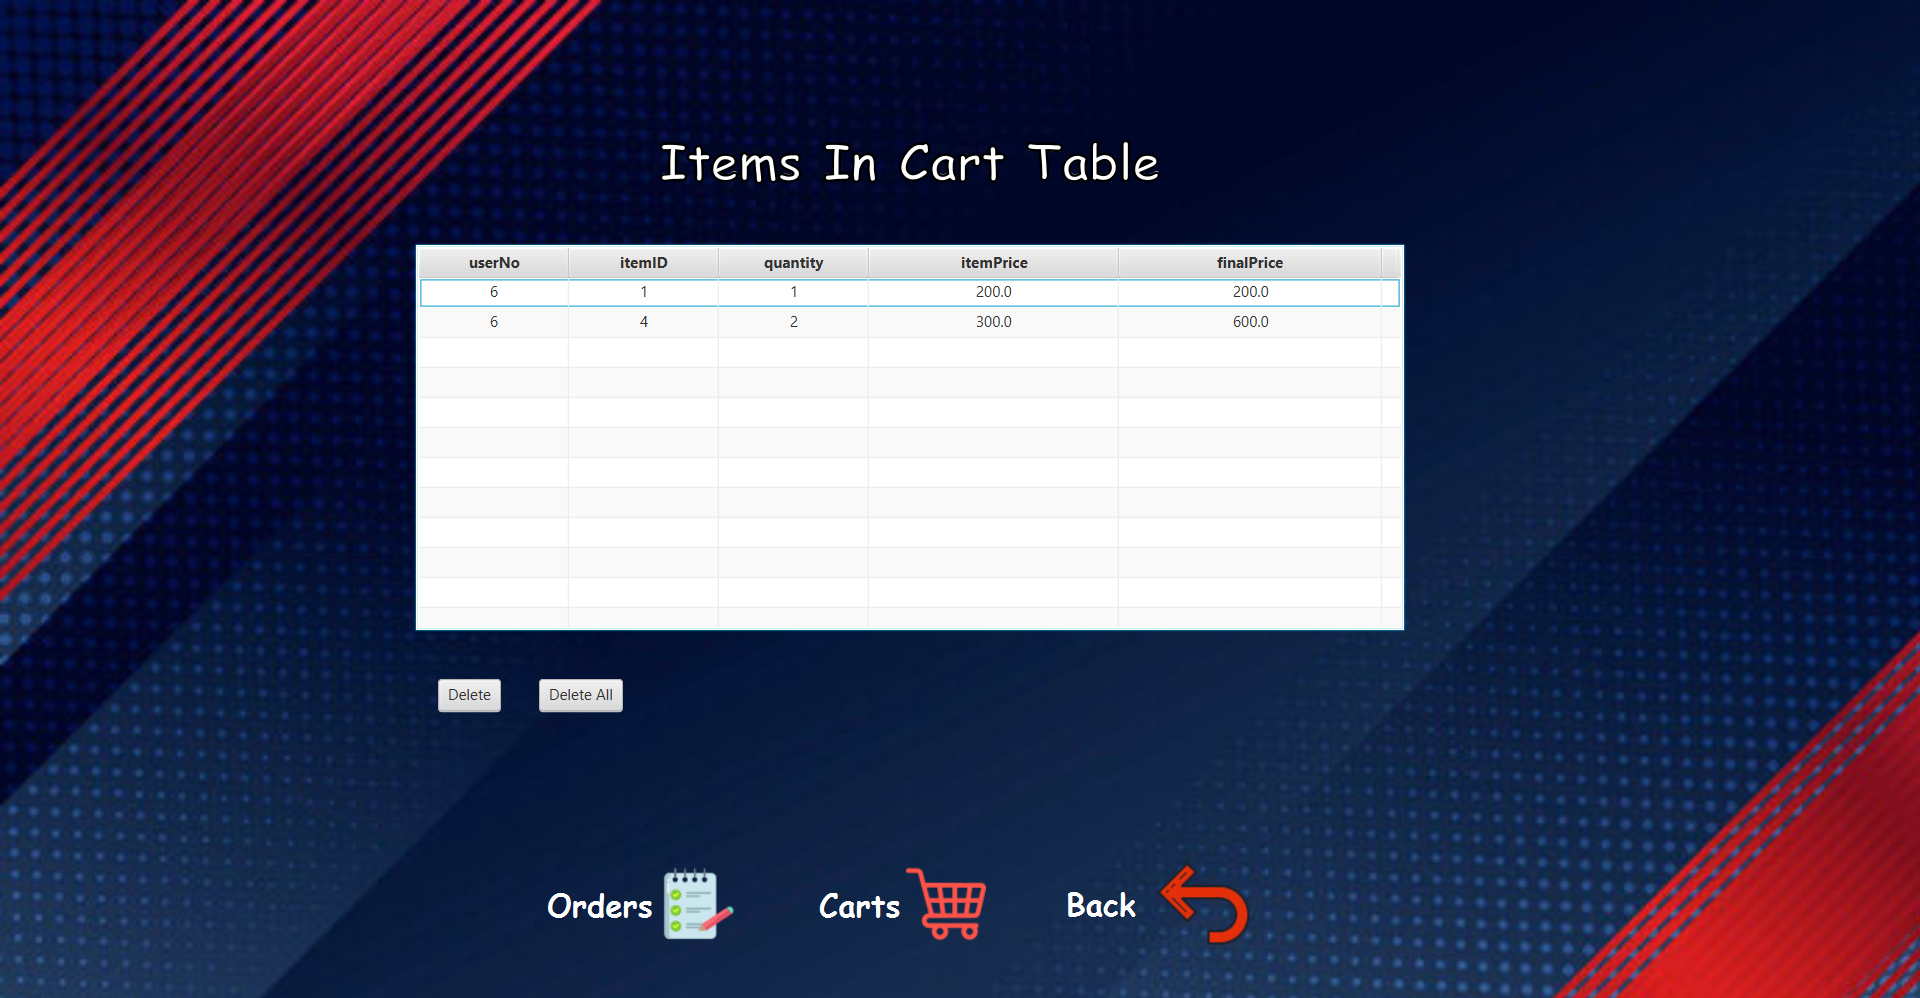 Items In Cart Table
userNo itemID quantity itemPrice finalPrice
6 1 1 200.0 200.0
6 4 2 300.0 600.0
Delete Delete All
Orders Carts Back